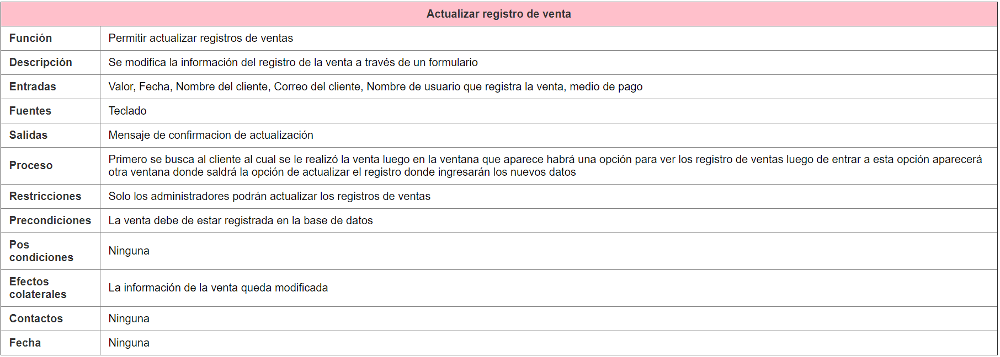 Actualizar registro de venta
Función
Permitir actualizar registros de ventas
Descripción
Se modifica la información del registro de la venta a través de un formulario
Entradas
Valor, Fecha, Nombre del cliente, Correo del cliente, Nombre de usuario que registra la venta, medio de pago
Fuentes
Teclado
Salidas
Mensaje de confirmacion de actualización
Proceso
Primero se busca al cliente al cual se le realizó la venta luego en la ventana que aparece habrá una opción para ver los registro de ventas luego de entrar a esta opción aparecerá
otra ventana donde saldrá la opción de actualizar el registro donde ingresarán los nuevos datos
Restricciones
Solo los administradores podrán actualizar los registros de ventas
Precondiciones
La venta debe de estar registrada en la base de datos
Pos
condiciones
Ninguna
Efectos
colaterales
La información de la venta queda modificada
Contactos
Ninguna
Fecha
Ninguna